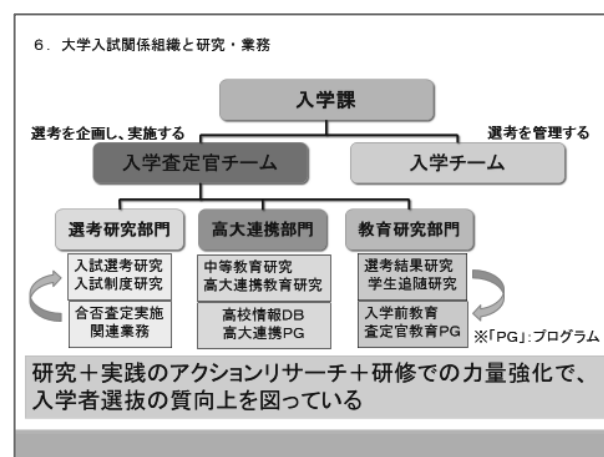 6. 大学入試関係組織と研究・業務
入学課
選考を企画し、実施する
選考を管理する
入学査定官チーム
入学チーム
選考研究部門
高大連携部門
教育研究部門
入試選考研究
入試制度研究
中等教育研究
高大連携教育研究
選考結果研究
学生追跡研究
合否査定実施
関連業務
高校情報DB
高大連携PG
入学前教育
査定官教育PG
※「PG」:プログラム
研究+実践のアクションリサーチ+研修での力量強化で、
入学者選抜の質向上を図っている